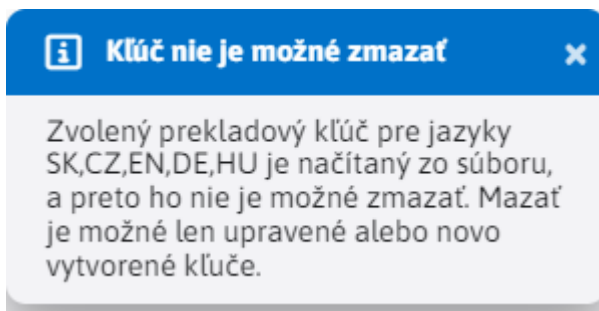 Kľúč nie je možné zmazať
Zvolený prekladový kľúč pre jazyky
SK,CZ,EN,DE,HU je načítaný zo súboru,
a preto ho nie je možné zmazať. Mazať
je možné len upravené alebo novo
vytvorené kľuče.